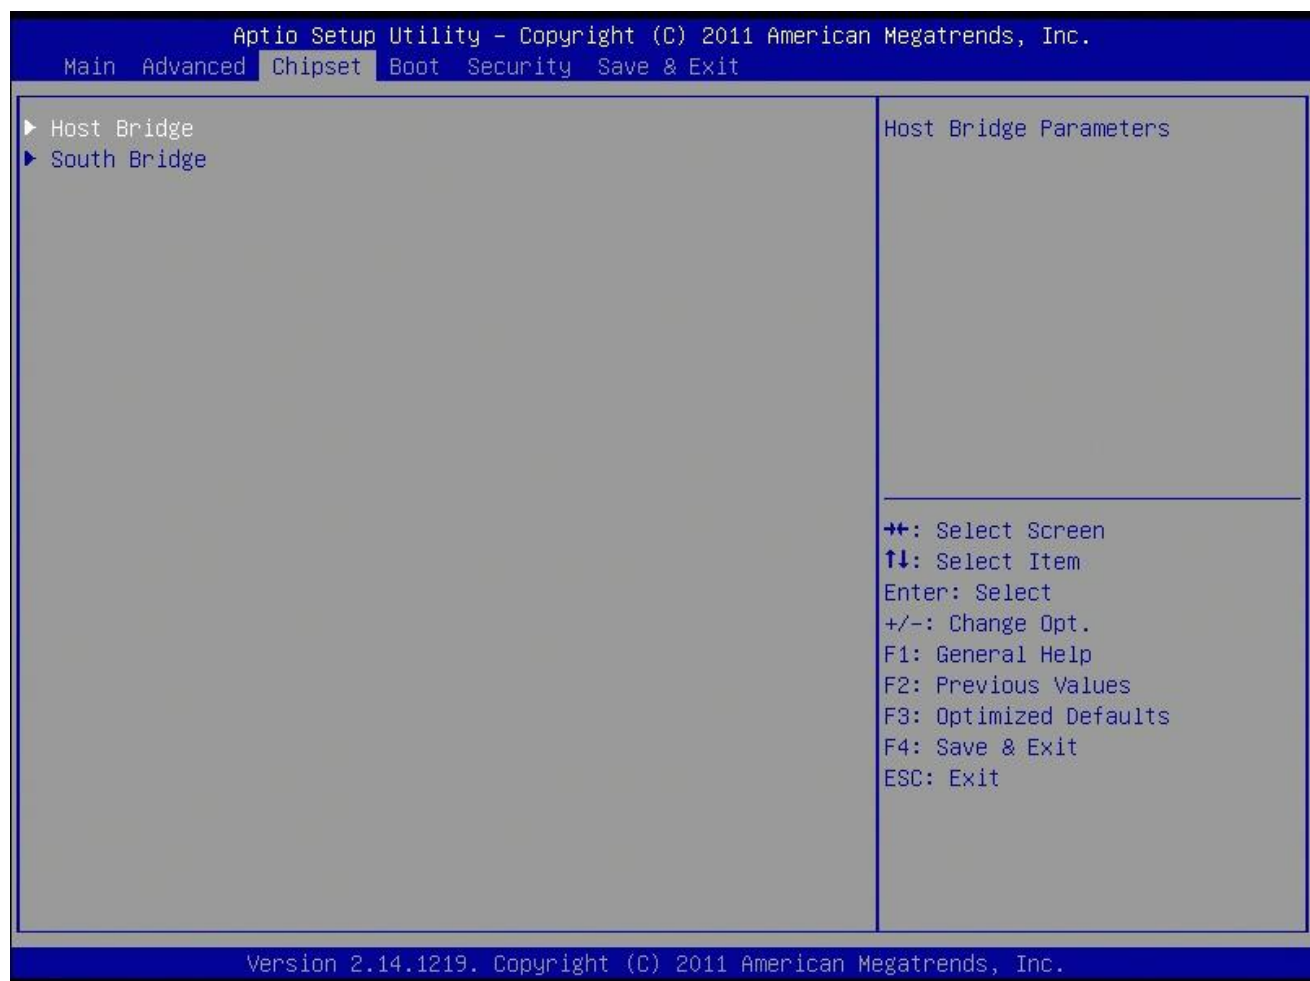 Aptio Setup Utility – Copyright (C) 2011 American Megatrends, Inc.
Main Advanced Chipset Boot Security Save & Exit
▶ Host Bridge
▶ South Bridge
Host Bridge Parameters
→←: Select Screen
↑↓: Select Item
Enter: Select
+/-: Change Opt.
F1: General Help
F2: Previous Values
F3: Optimized Defaults
F4: Save & Exit
ESC: Exit
Version 2.14.1219. Copyright (C) 2011 American Megatrends, Inc.